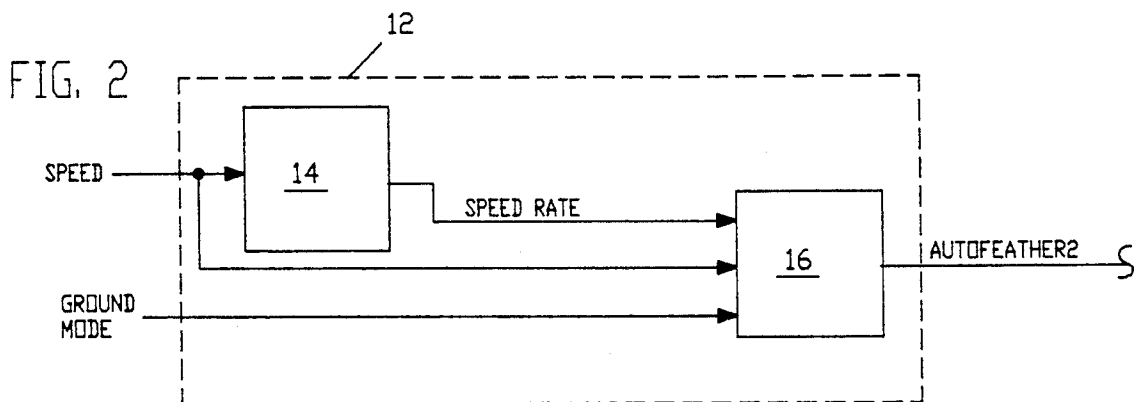 12
FIG. 2
SPEED
14
SPEED RATE
16
AUTOFEATHER2
GROUND
MODE